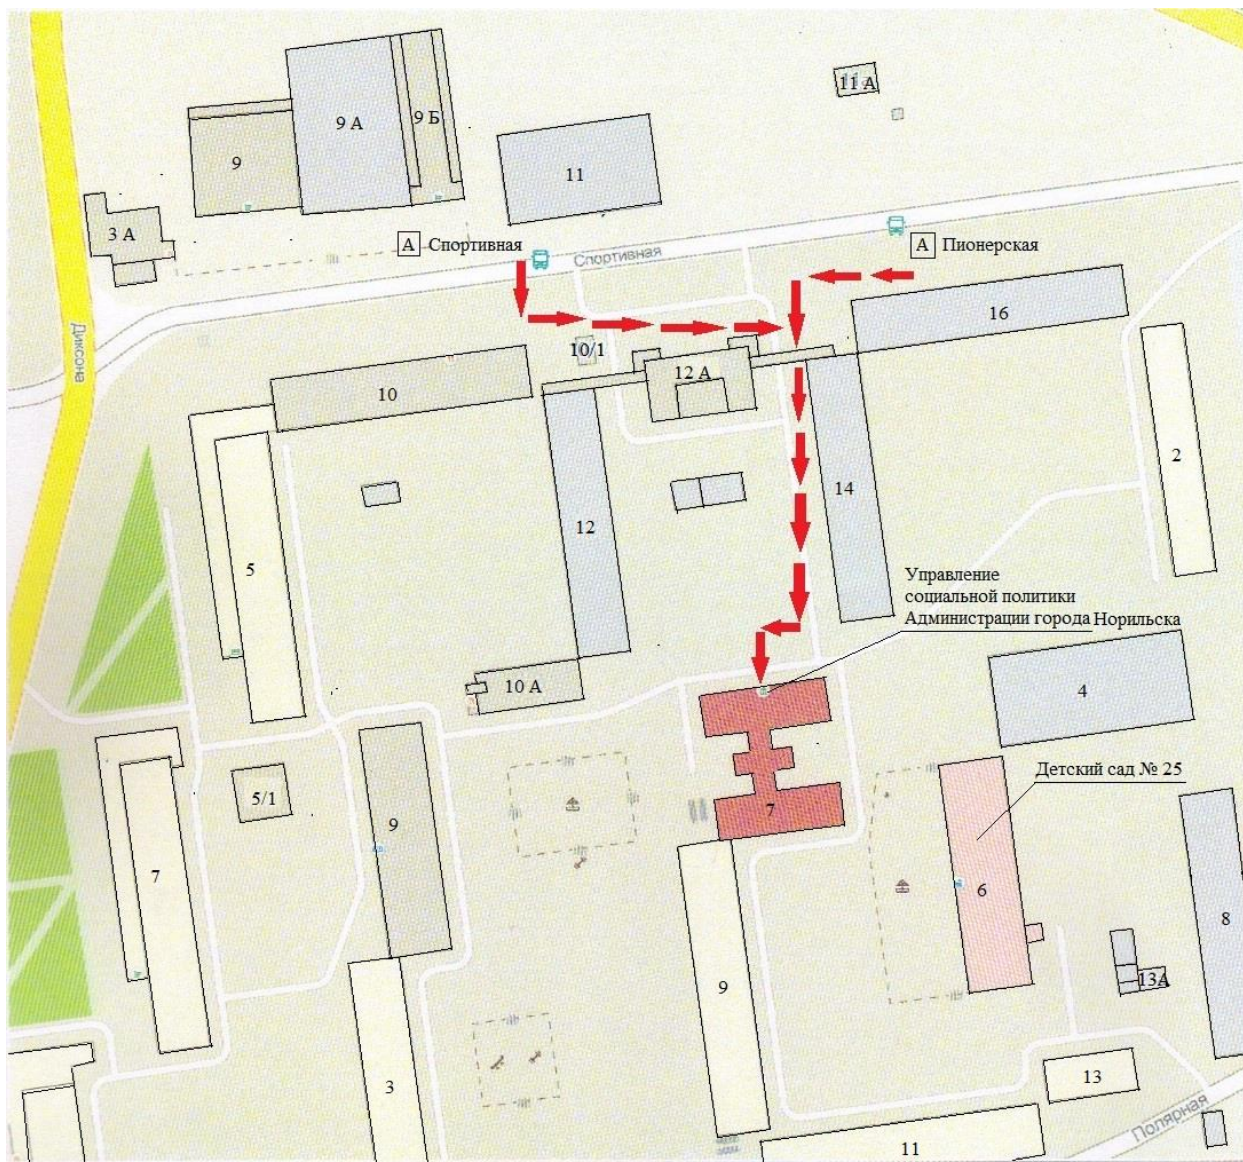 9 А
9 Б
11 А
9
11
3 А
А Спортивная
А Пионерская
Спортивная
16
Диксона
10/1
12 А
10
2
14
12
5
Управление
социальной политики
Администрации города Норильска
10 А
4
5/1
9
7
Детский сад № 25
7
6
8
9
13А
3
13
Полярная
11